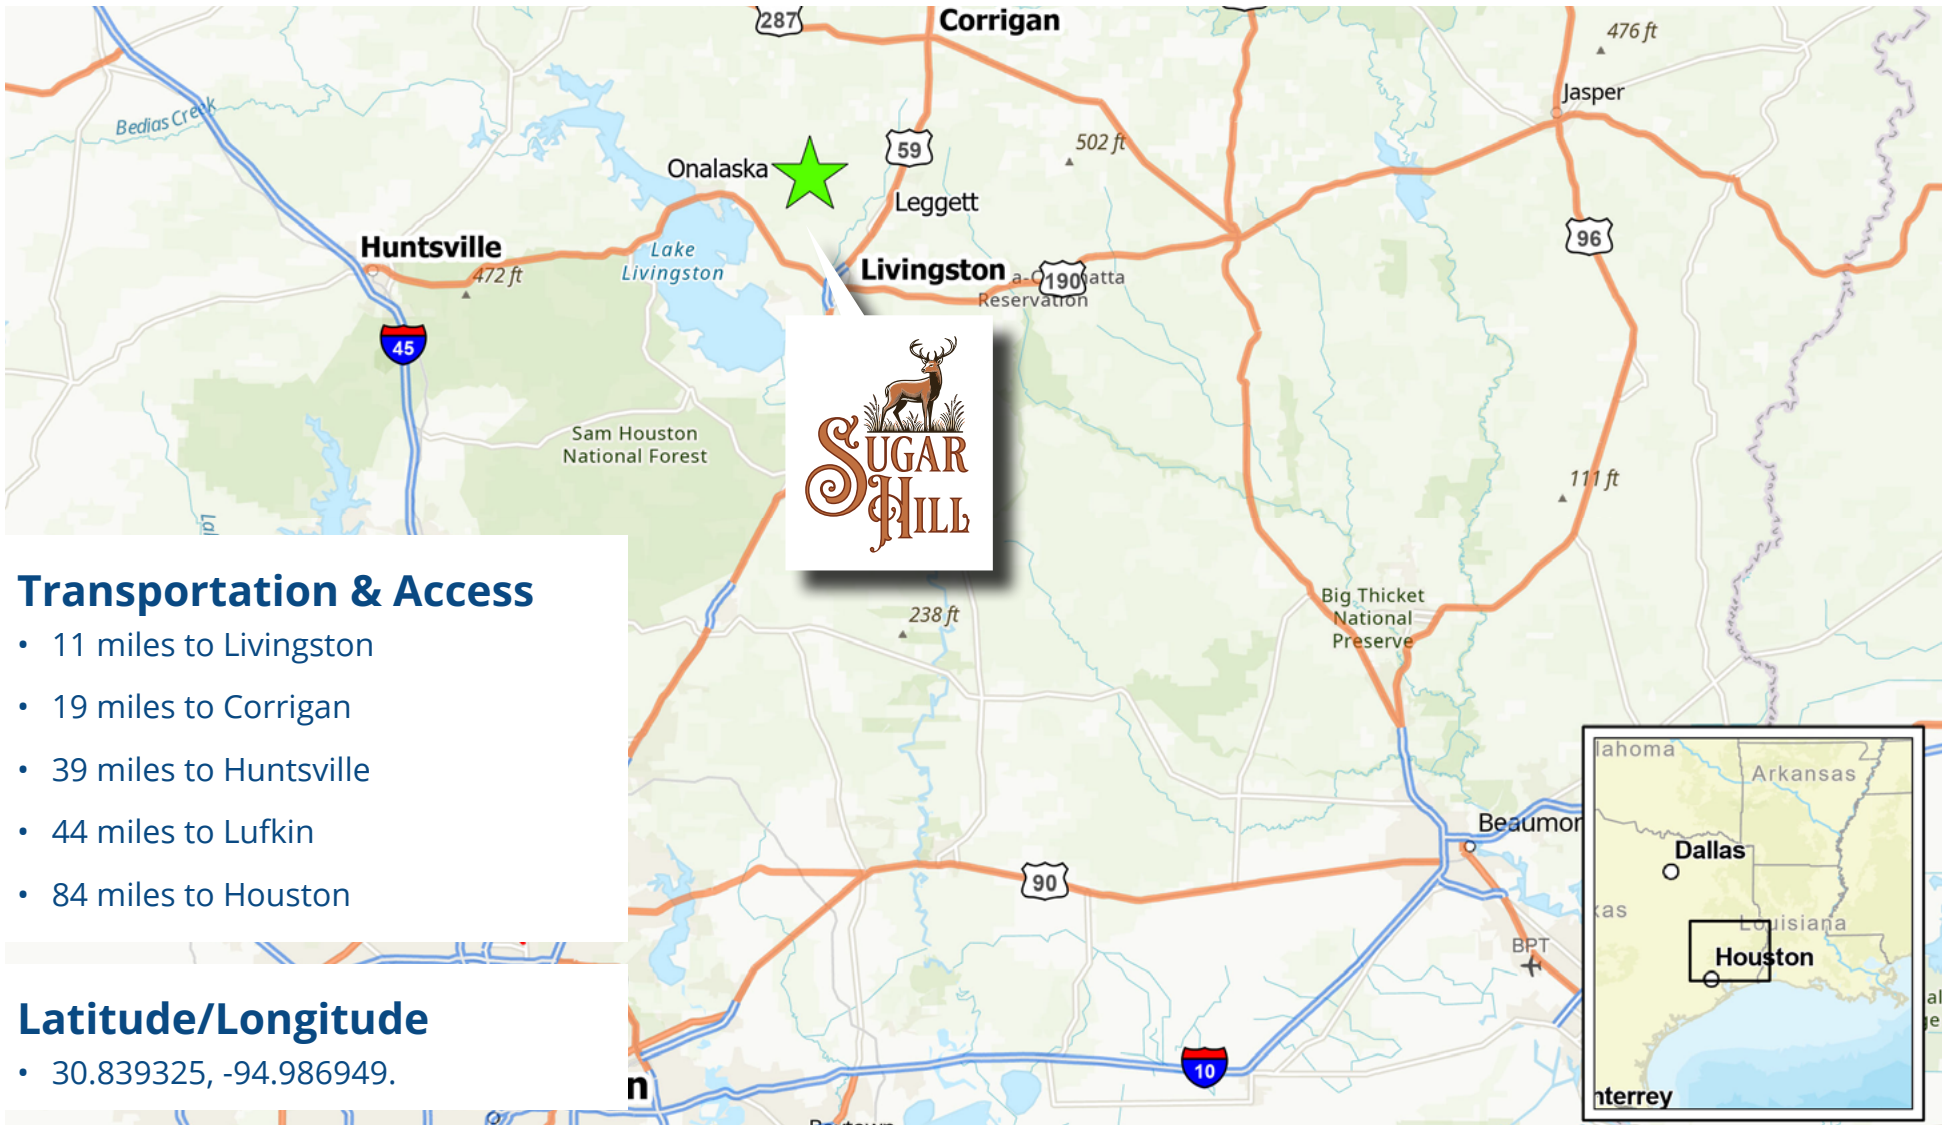 287
Corrigan
476 ft
Jasper
Bedias Creek
59
502 ft
Onalaska
Leggett
96
Huntsville
472 ft
Lake
Livingston
Livingston
190
Reservation
45
SUGAR
HILL
Sam Houston
National Forest
111 ft
Transportation & Access
• 11 miles to Livingston
• 19 miles to Corrigan
• 39 miles to Huntsville
• 44 miles to Lufkin
• 84 miles to Houston
238 ft
Big Thicket
National
Preserve
90
BPT
10
Latitude/Longitude
• 30.839325, -94.986949.
Arkansas
Dallas
Louisiana
Houston